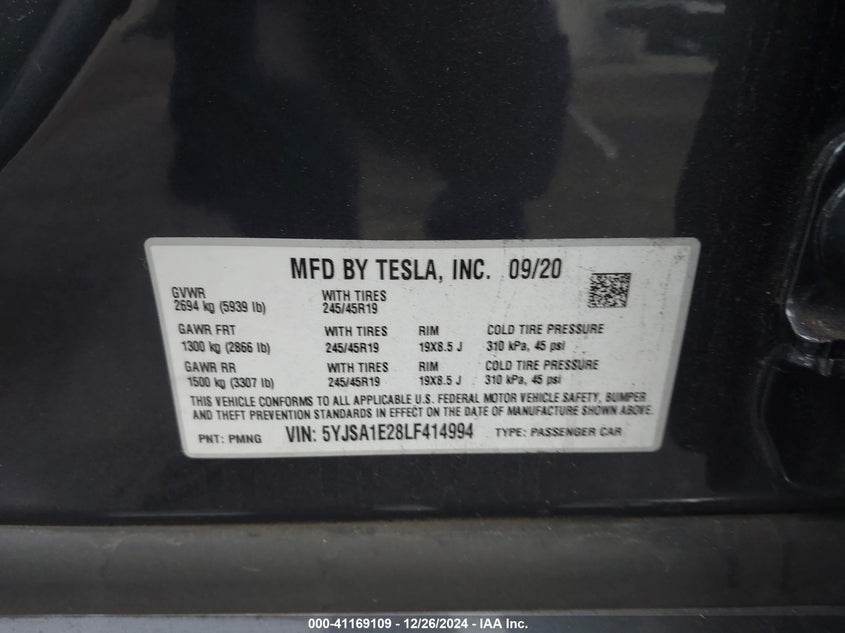 MFD BY TESLA, INC. 09/20
GVWR WITH TIRES
2694 kg (5939 lb) 245/45R19
GAWR FRT WITH TIRES RIM COLD TIRE PRESSURE
1300 kg (2866 lb) 245/45R19 19X8.5 J 310 kPa, 45 psi
GAWR RR WITH TIRES RIM COLD TIRE PRESSURE
1500 kg (3307 lb) 245/45R19 19X8.5 J 310 kPa, 45 psi
THIS VEHICLE CONFORMS TO ALL APPLICABLE U.S. FEDERAL MOTOR VEHICLE SAFETY, BUMPER
AND THEFT PREVENTION STANDARDS IN EFFECT ON THE DATE OF MANUFACTURE SHOWN ABOVE.
PNT: PMNG VIN: 5YJSA1E28LF414994 TYPE: PASSENGER CAR
000-41169109 - 12/26/2024 - IAA Inc.